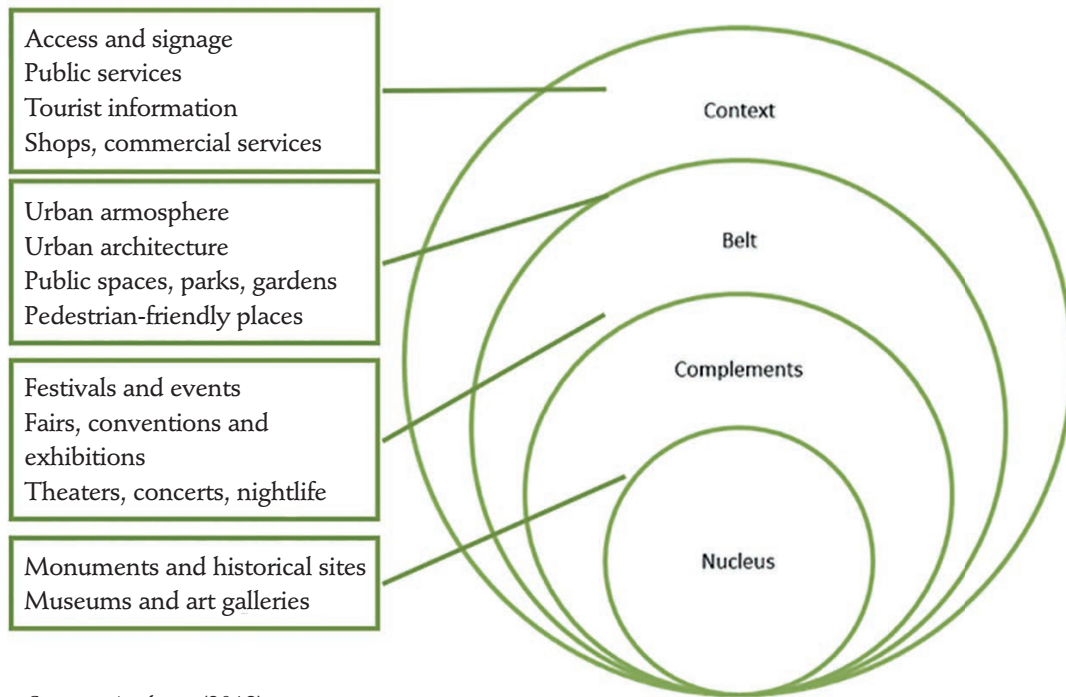 Access and signage
Public services
Tourist information
Shops, commercial services
Urban armosphere
Urban architecture
Public spaces, parks, gardens
Pedestrian-friendly places
Festivals and events
Fairs, conventions and
exhibitions
Theaters, concerts, nightlife
Monuments and historical sites
Museums and art galleries
Context
Belt
Complements
Nucleus